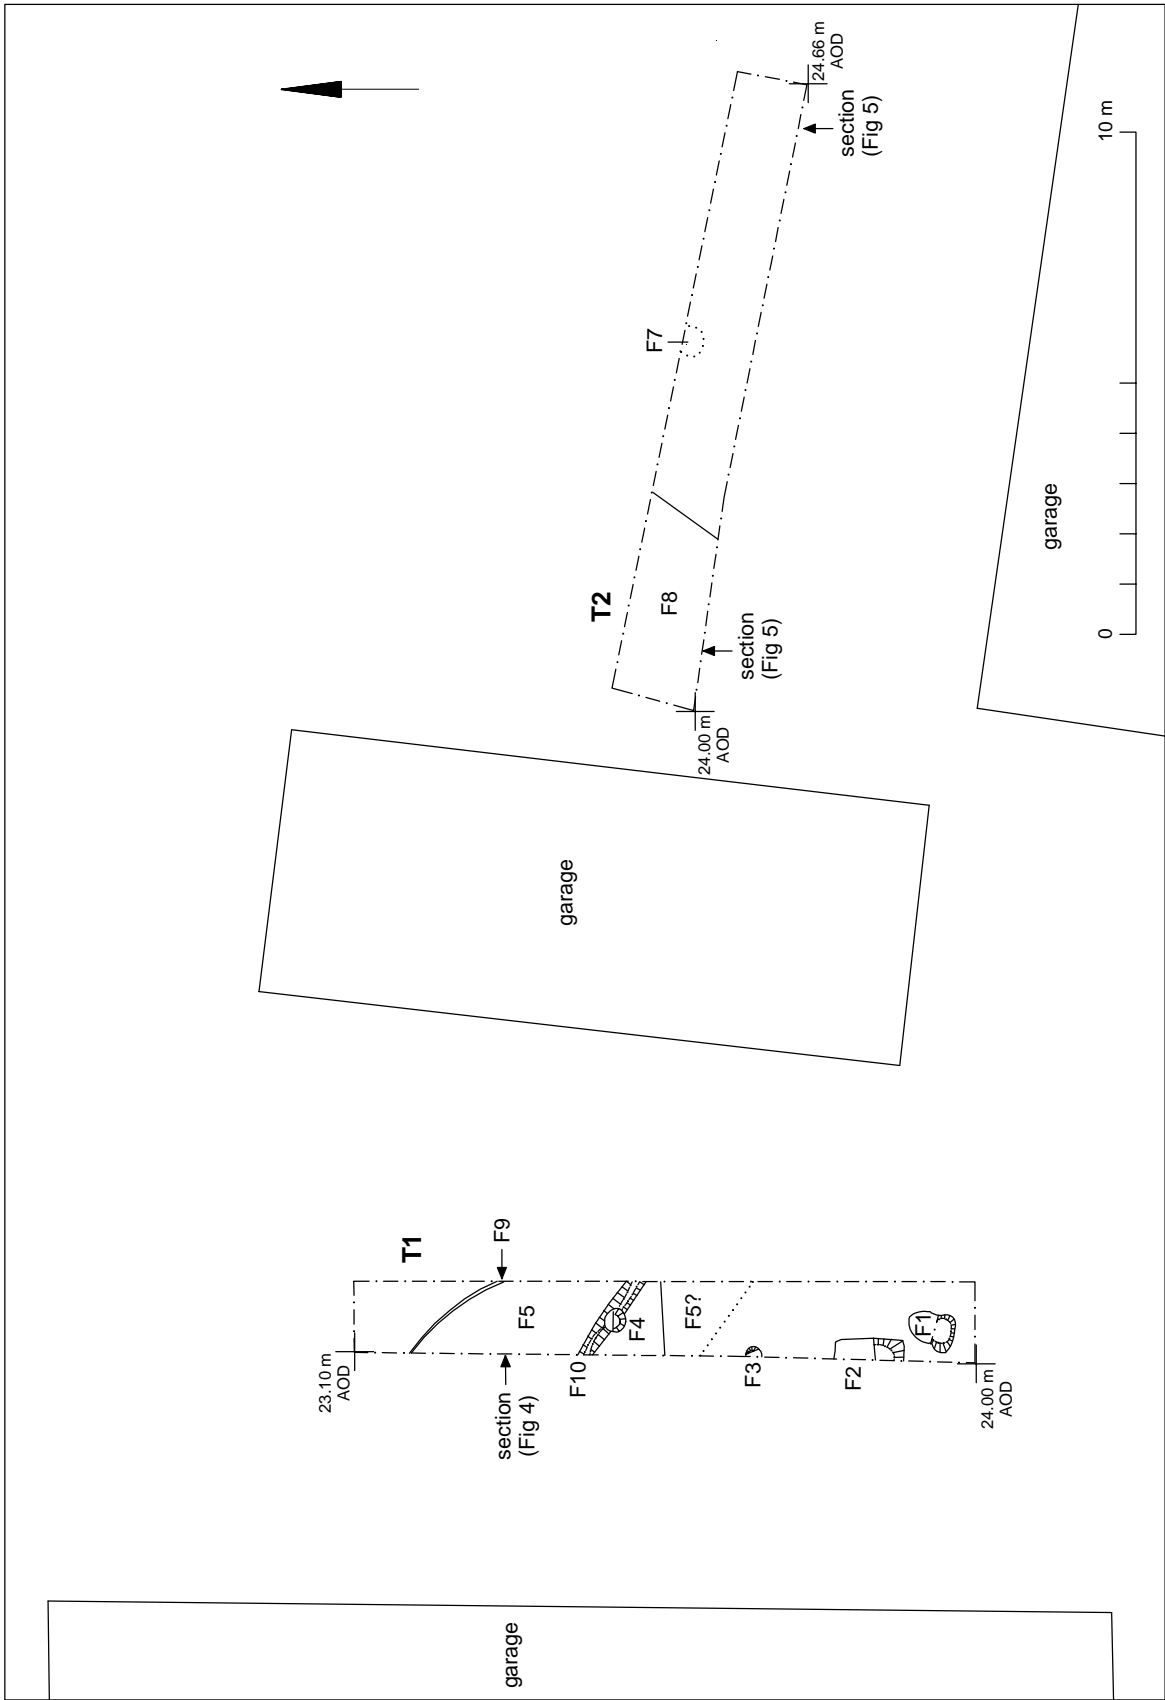 23.10 m
AOD
T1
F9
section
(Fig 4)
garage
F5
garage
F10
T2
F4
F7
F8
F5?
24.00 m
AOD
section
(Fig 5)
F3
24.66 m
AOD
section
(Fig 5)
F2
F1
24.00 m
AOD
garage
0
10 m